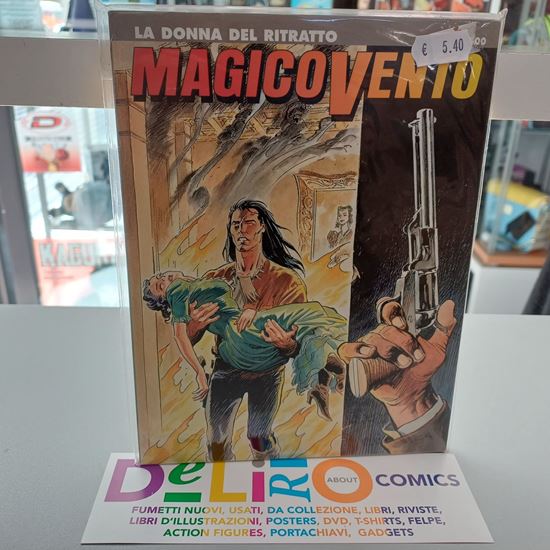 LA DONNA DEL RITRATTO
€ 5.40
MAGICO VENTO
DeLiRiO
ABOUT
COMICS
FUMETTI NUOVI, USATI, DA COLLEZIONE, LIBRI, RIVISTE,
LIBRI D'ILLUSTRAZIONI, POSTERS, DVD, T-SHIRTS, FELPE,
ACTION FIGURES, PORTACHIAVI, GADGETS